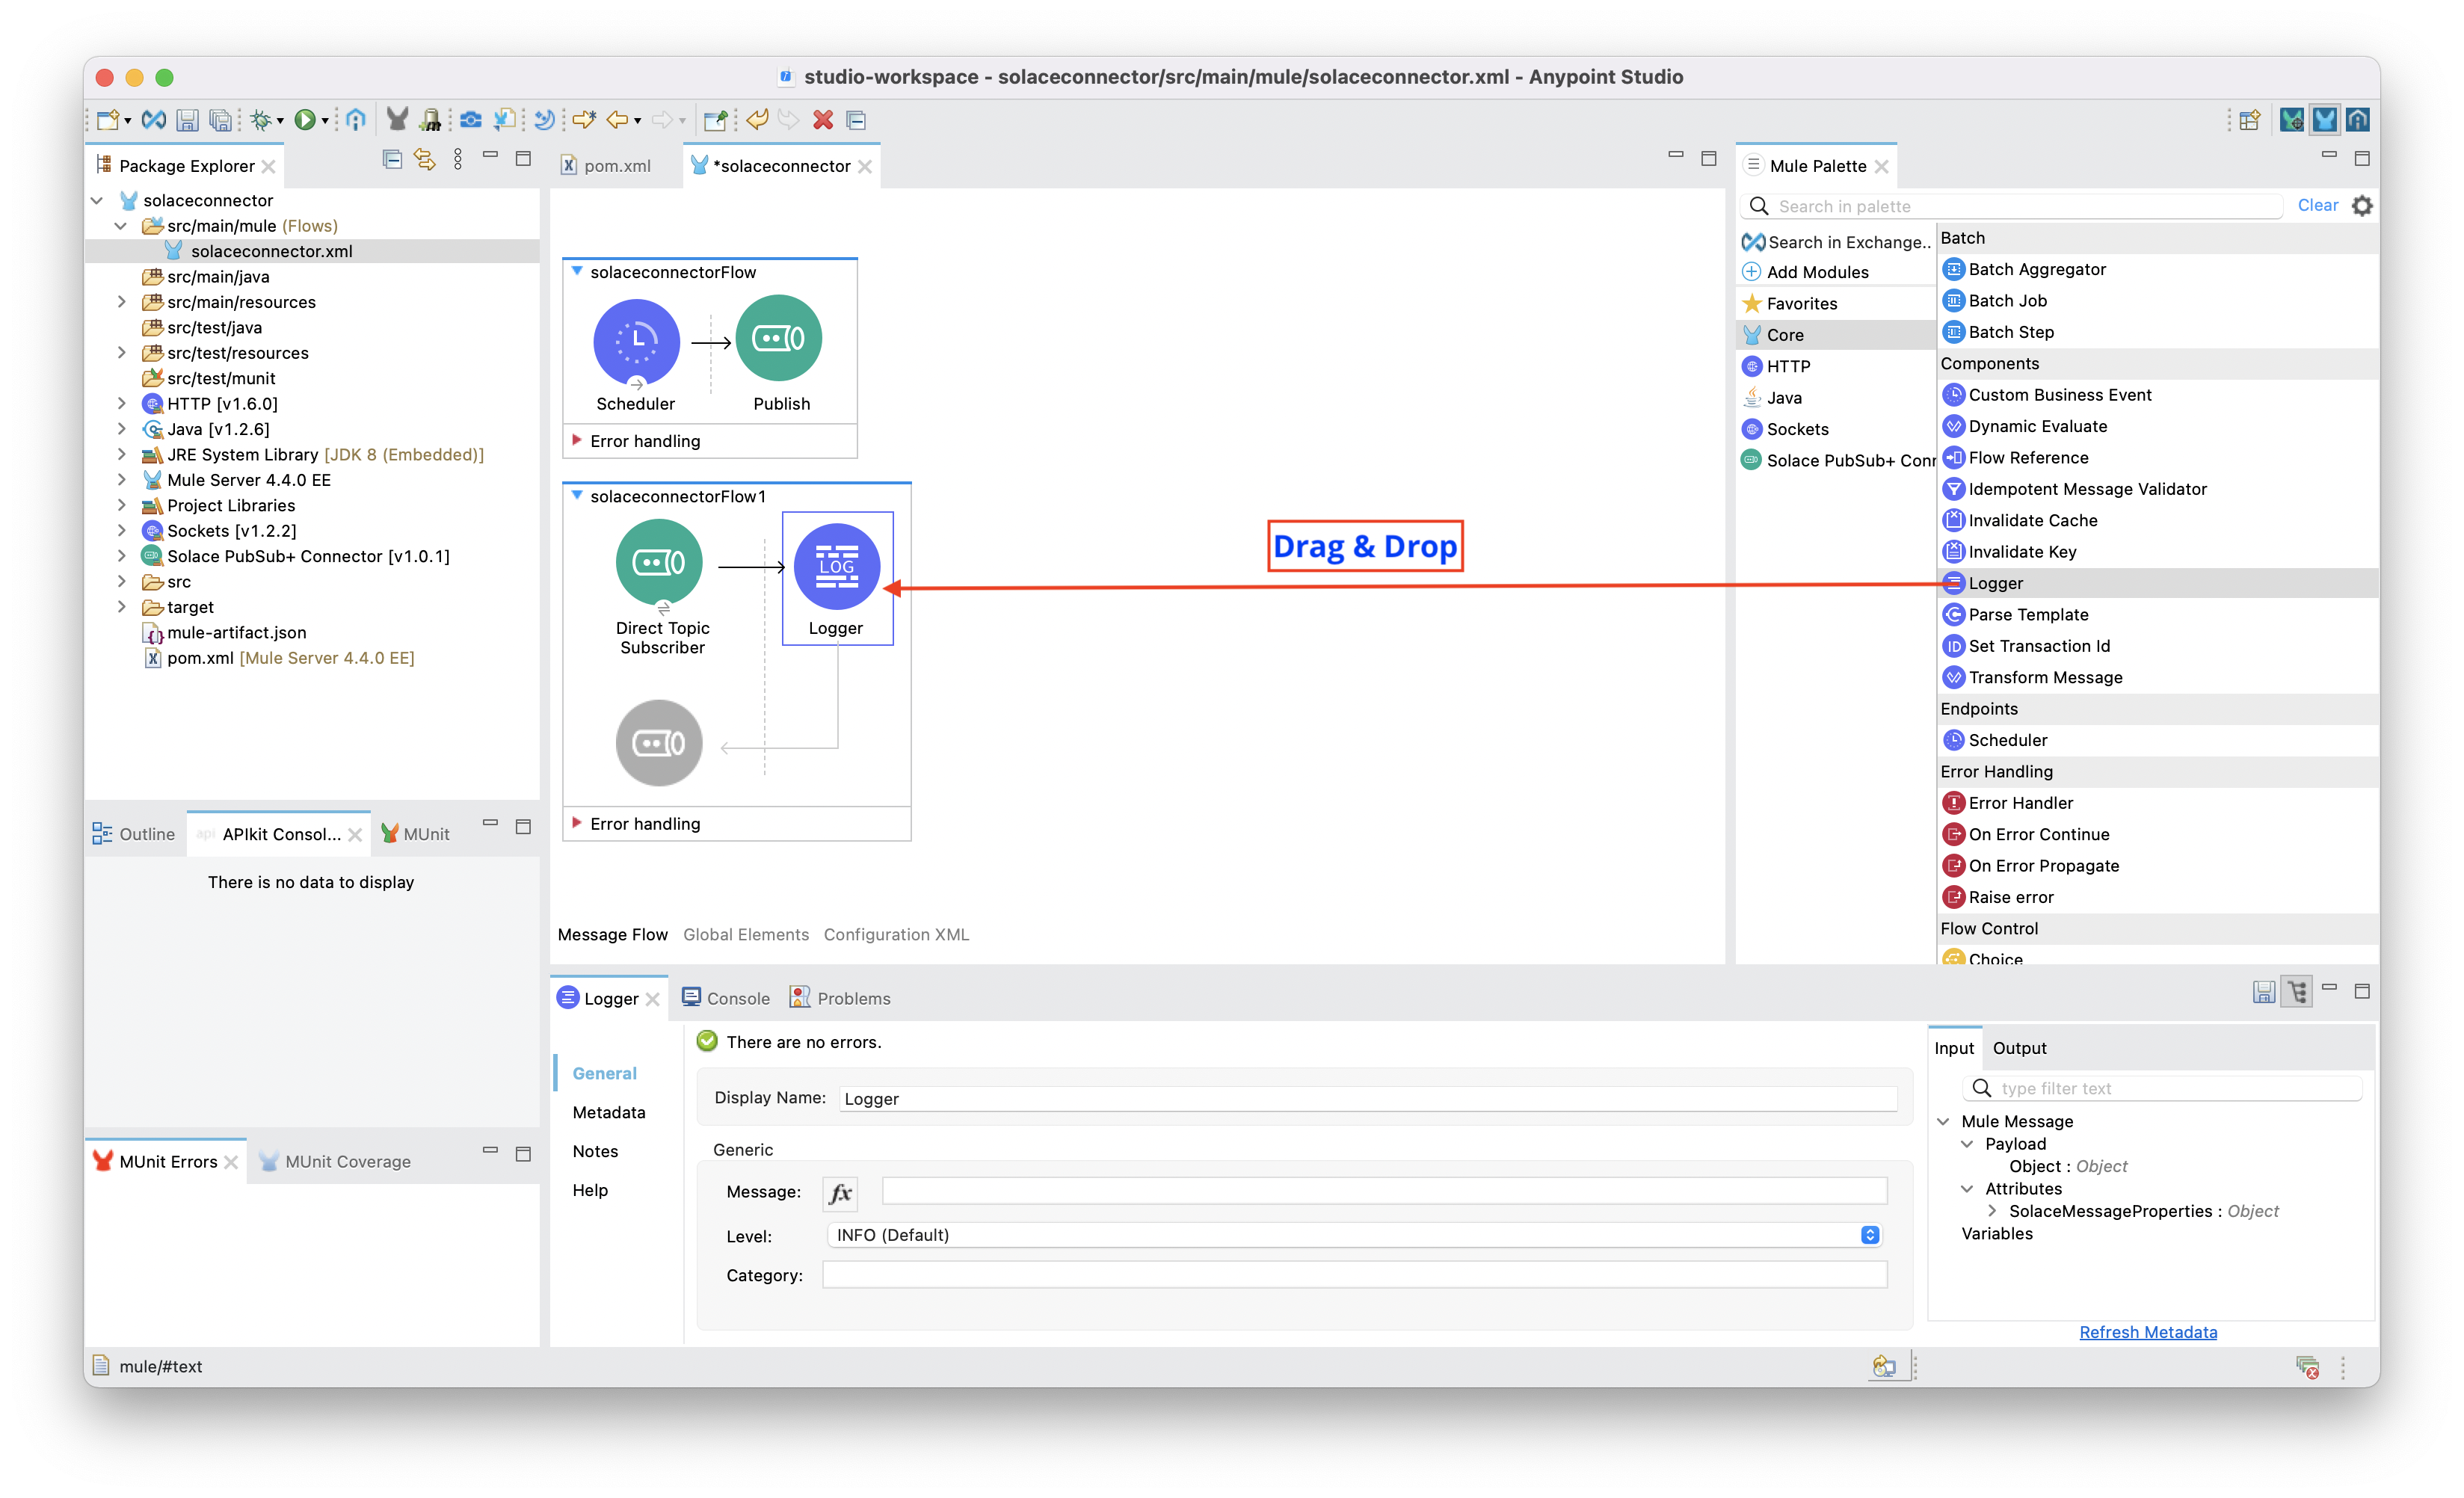 studio-workspace - solaceconnector/src/main/mule/solaceconnector.xml - Anypoint Studio
Package Explorer
solaceconnector
src/main/mule (Flows)
solaceconnector.xml
src/main/java
src/main/resources
src/test/java
src/test/resources
src/test/munit
HTTP [v1.6.0]
Java [v1.2.6]
JRE System Library [JDK 8 (Embedded)]
Mule Server 4.4.0 EE
Project Libraries
Sockets [v1.2.2]
Solace PubSub+ Connector [v1.0.1]
src
target
mule-artifact.json
pom.xml [Mule Server 4.4.0 EE]
Outline
api APIkit Consol...
MUnit
There is no data to display
MUnit Errors
MUnit Coverage
pom.xml
*solaceconnector
solaceconnectorFlow
Scheduler
Publish
Error handling
solaceconnectorFlow1
LOG
Direct Topic
Subscriber
Logger
Error handling
Drag & Drop
Message Flow
Global Elements
Configuration XML
Mule Palette
Search in palette
Clear
Search in Exchange..
Add Modules
Favorites
Core
HTTP
Java
Sockets
Solace PubSub+ Conr
Batch
Batch Aggregator
Batch Job
Batch Step
Components
Custom Business Event
Dynamic Evaluate
Flow Reference
Idempotent Message Validator
Invalidate Cache
Invalidate Key
Logger
Parse Template
ID Set Transaction Id
Transform Message
Endpoints
Scheduler
Error Handling
Error Handler
On Error Continue
On Error Propagate
Raise error
Flow Control
Choice
Logger
Console
Problems
There are no errors.
General
Metadata
Notes
Help
Display Name: Logger
Generic
Message: fx
Level: INFO (Default)
Category:
Input
Output
type filter text
Mule Message
Payload
Object : Object
Attributes
SolaceMessageProperties : Object
Variables
Refresh Metadata
mule/#text